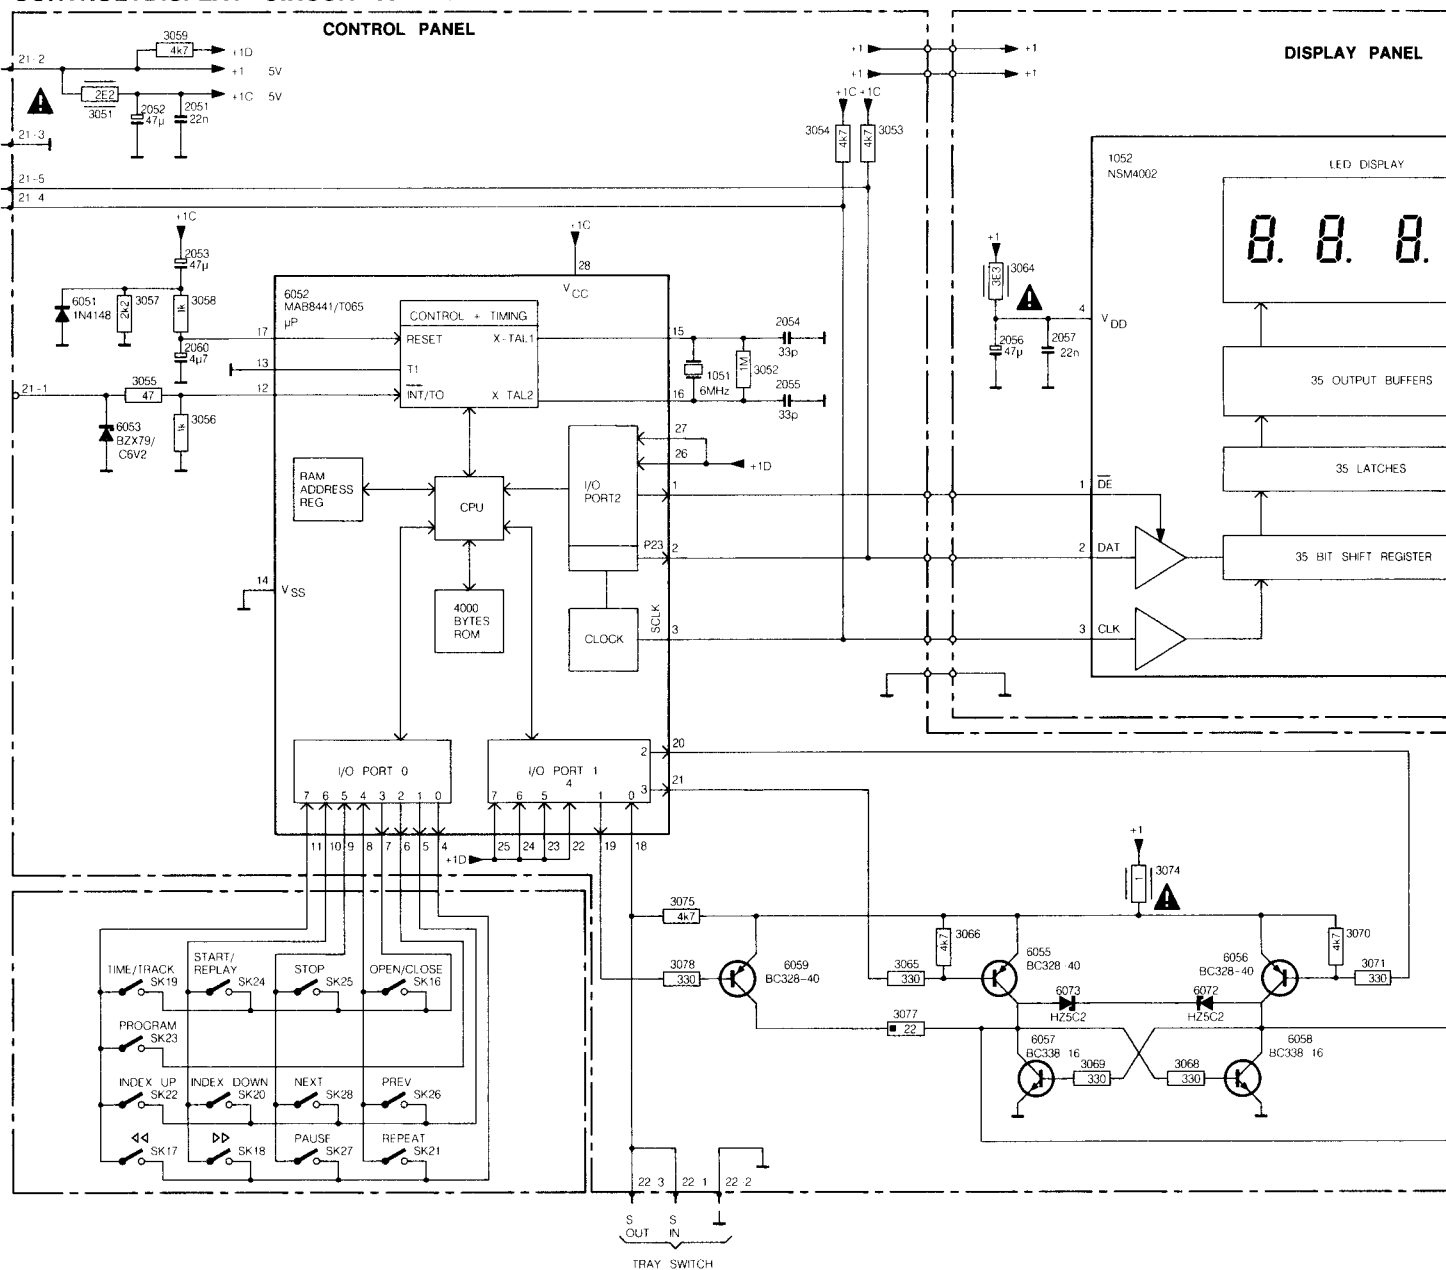 CONTROL PANEL
DISPLAY PANEL
3059
4k7
+1D
21-2
+1 5V
2E2
+1C 5V
3051
2052
47µ
2051
22n
21-3
21-5
21 4
+1
+1
+1
+1
+1C +1C
3054
4k7
4k7
3053
1052
NSM4002
LED DISPLAY
8. 8. 8.
+1C
2053
47µ
6051
1N4148
2k2
3057
1k
3058
2060
4µ7
21-1
3055
47
6053
BZX79/
C6V2
1k
3056
+1C
28
VCC
6052
MAB8441/T065
µP
CONTROL + TIMING
17
RESET
X-TAL1
15
13
T1
12
INT/TO
X TAL2
16
2054
33p
1051
6MHz
1M
3052
2055
33p
+1
3E3
3064
4
VDD
2056
47µ
2057
22n
35 OUTPUT BUFFERS
35 LATCHES
35 BIT SHIFT REGISTER
27
26
+1D
RAM
ADDRESS
REG
CPU
I/O
PORT2
1
P23
2
1
DE
2
DAT
3
CLK
14
VSS
4000
BYTES
ROM
CLOCK
SCLK
3
I/O PORT 0
7 6 5 4 3 2 1 0
I/O PORT 1
4
2
3
7 6 5 1 0
20
21
11 10 9 8 7 6 5 4
+1D
25 24 23 22 19 18
+1
1
3074
3075
4k7
3078
330
6059
BC328-40
3066
4k7
3065
330
6055
BC328-40
6056
BC328-40
4k7
3070
3071
330
6073
HZ5C2
6072
HZ5C2
3077
22
6057
BC338 16
3069
330
3068
330
6058
BC338 16
TIME/TRACK
SK19
START/
REPLAY
SK24
STOP
SK25
OPEN/CLOSE
SK16
PROGRAM
SK23
INDEX UP
SK22
INDEX DOWN
SK20
NEXT
SK28
PREV
SK26
SK17
SK18
PAUSE
SK27
REPEAT
SK21
22 3
22 1
22-2
S
OUT
S
IN
TRAY SWITCH